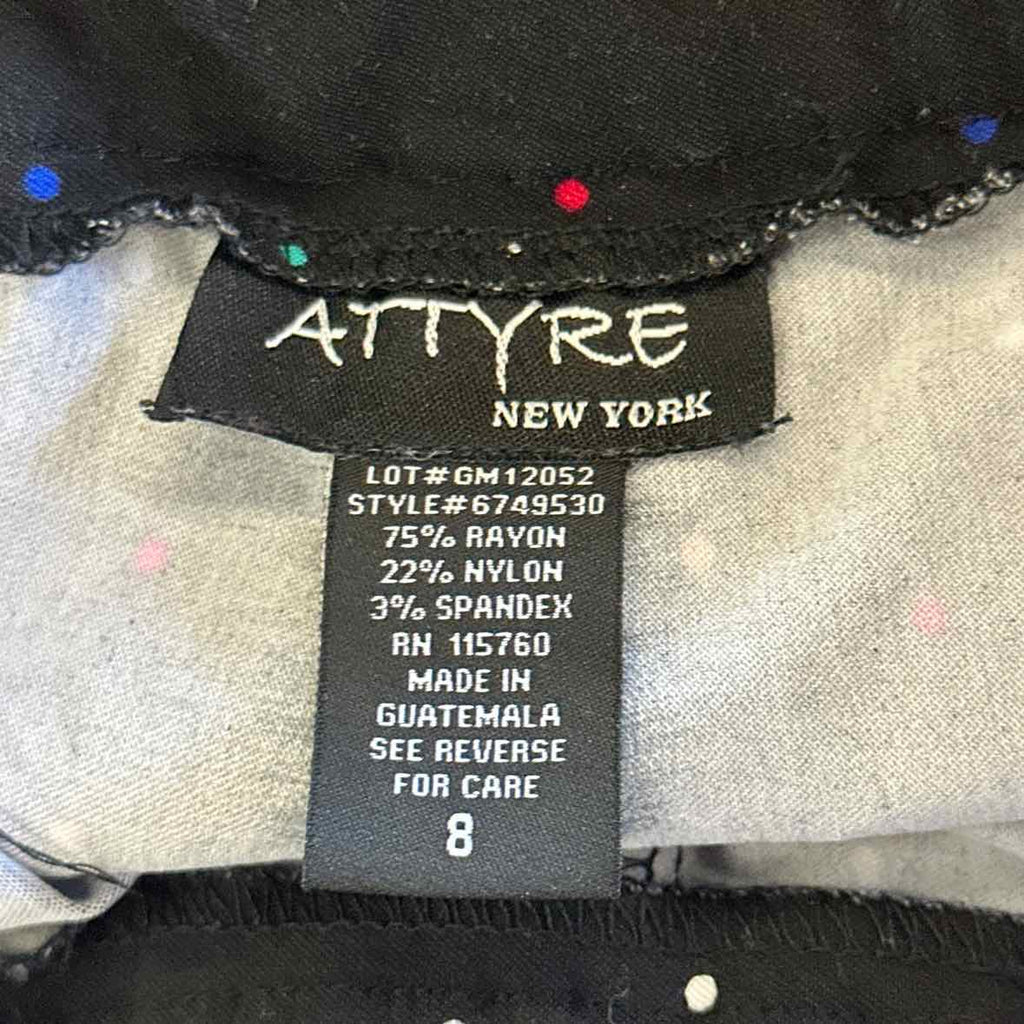 ATTYRE
NEW YORK
LOT#GM12052
STYLE#6749530
75% RAYON
22% NYLON
3% SPANDEX
RN 115760
MADE IN
GUATEMALA
SEE REVERSE
FOR CARE
8